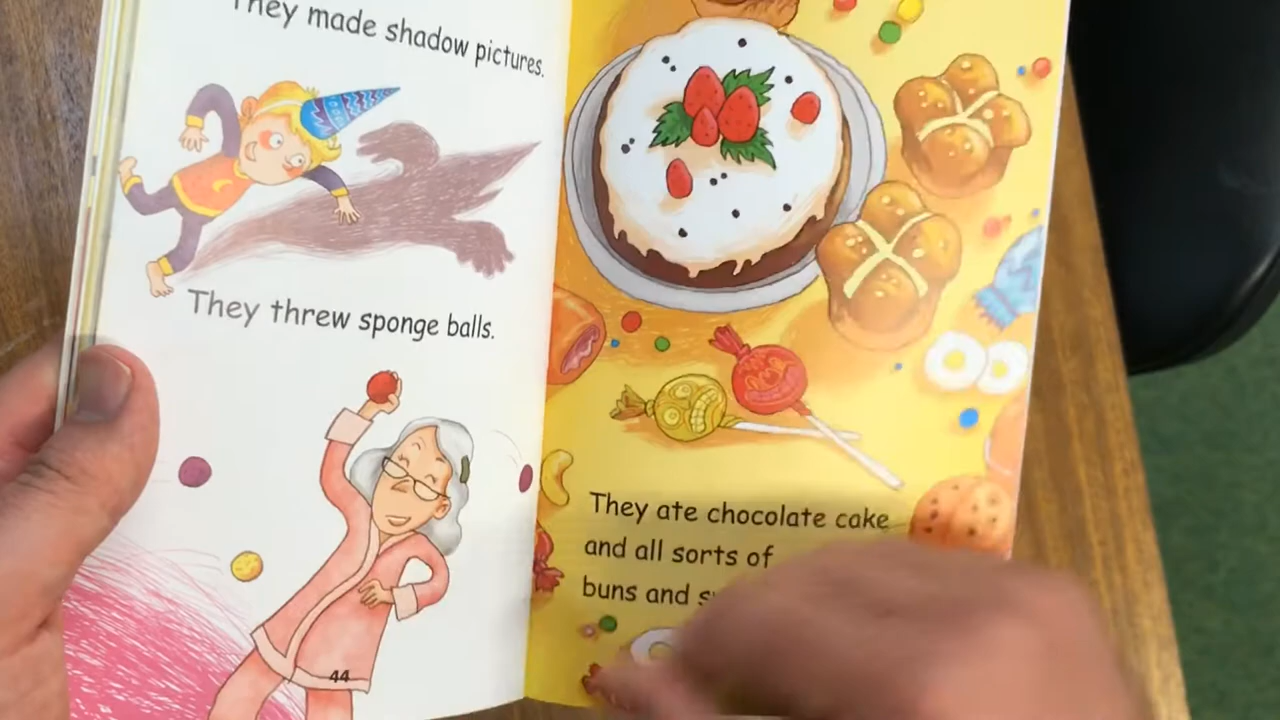 They made shadow pictures.
They threw sponge balls.
44
They ate chocolate cake
and all sorts of
buns and